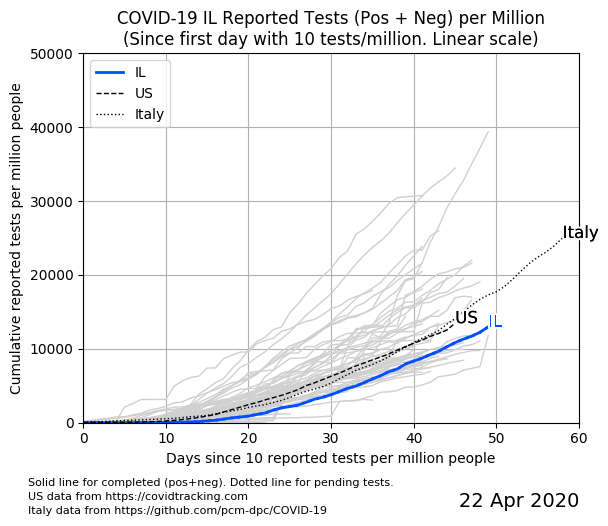 COVID-19 IL Reported Tests (Pos + Neg) per Million
(Since first day with 10 tests/million. Linear scale)
Cumulative reported tests per million people
50000
40000
30000
20000
10000
0
IL
US
Italy
Italy
US
IL
0 10 20 30 40 50 60
Days since 10 reported tests per million people
Solid line for completed (pos+neg). Dotted line for pending tests.
US data from https://covidtracking.com
Italy data from https://github.com/pcm-dpc/COVID-19
22 Apr 2020